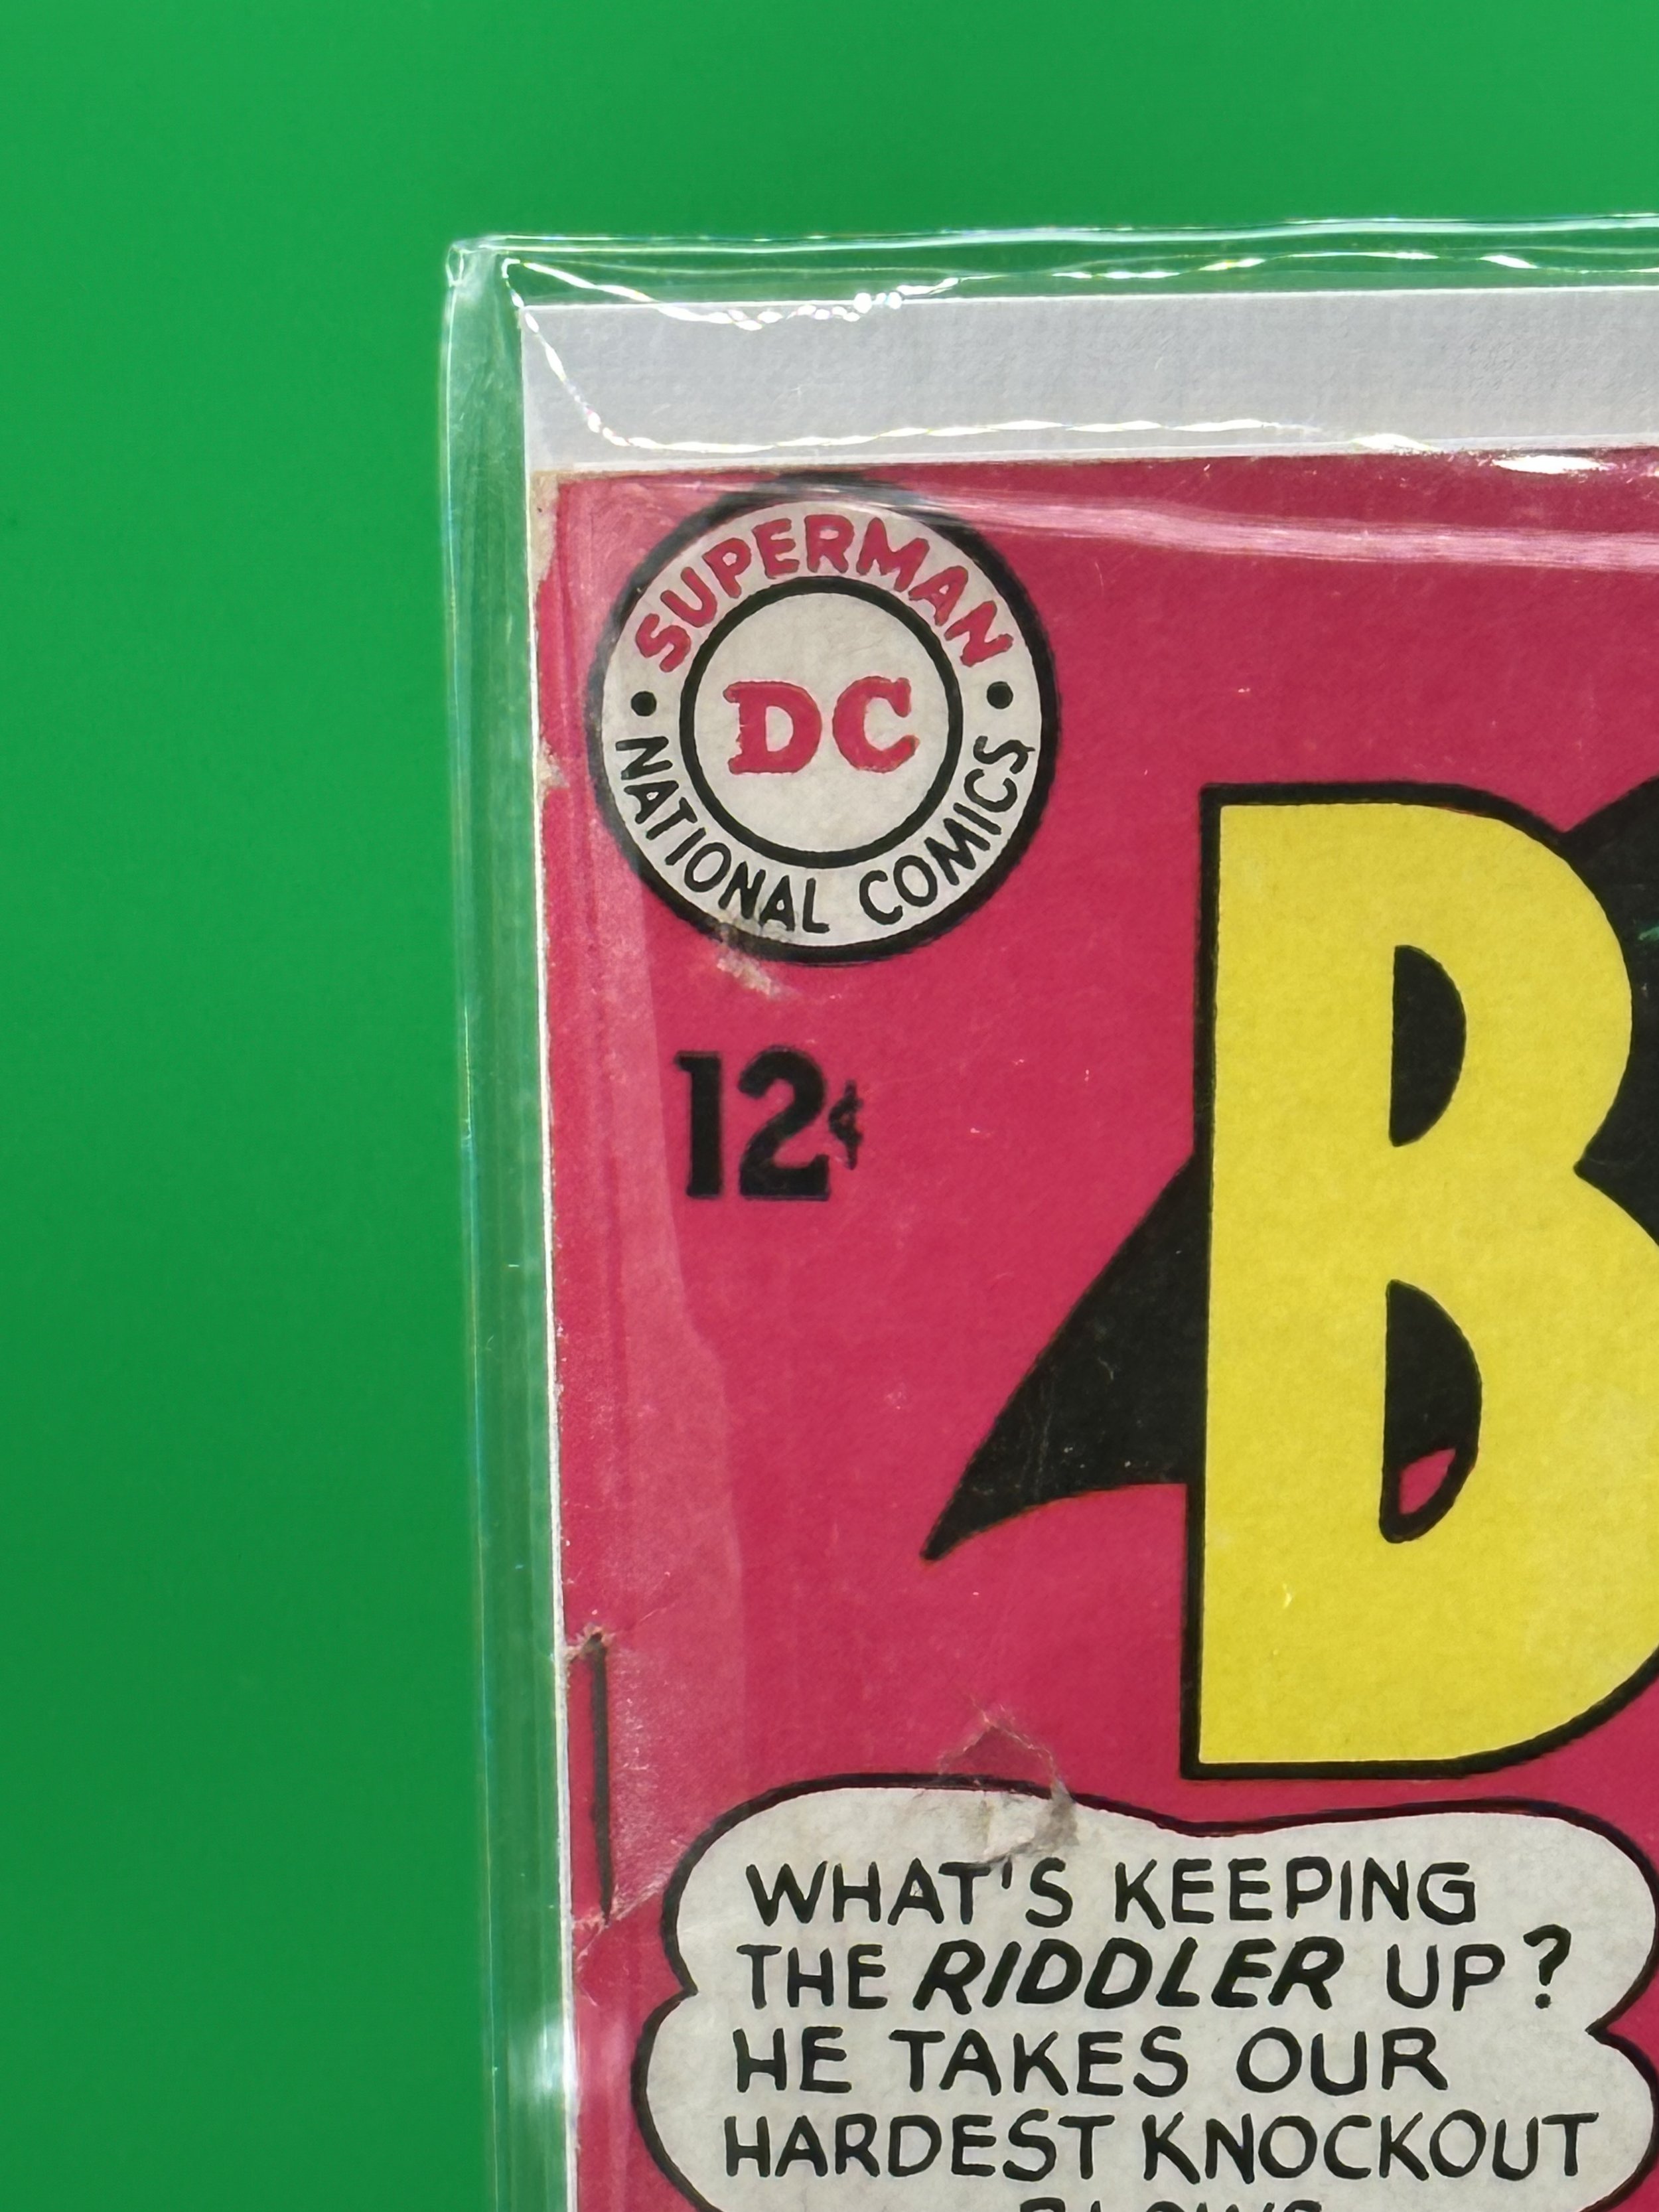 SUPERMAN
DC
NATIONAL COMICS
12¢
B
WHAT'S KEEPING
THE RIDDLER UP?
HE TAKES OUR
HARDEST KNOCKOUT